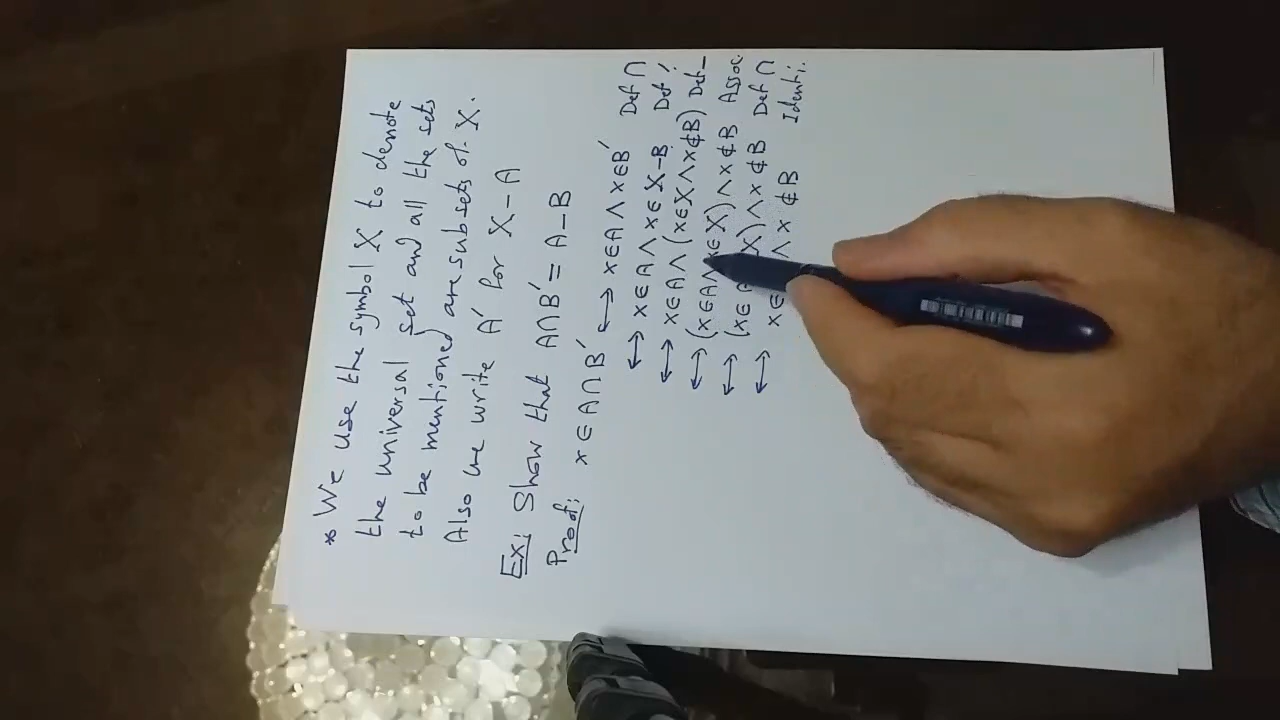 * We use the symbol X to denote
the universal set and all the sets
to be mentioned are subsets of X.
Also we write A' for X - A
Ex: Show that A∩B' = A - B
Proof: x ∈ A∩B' ↔ x∈A ∧ x∈B' Def ∩
↔ x∈A ∧ x∈X-B Def '
↔ x∈A ∧ (x∈X ∧ x∉B) Def -
↔ (x∈A ∧ x∈X) ∧ x∉B Assoc.
↔ (x∈ X) ∧ x∉B Def ∩
↔ x∈ ∧ x∉B Identi.